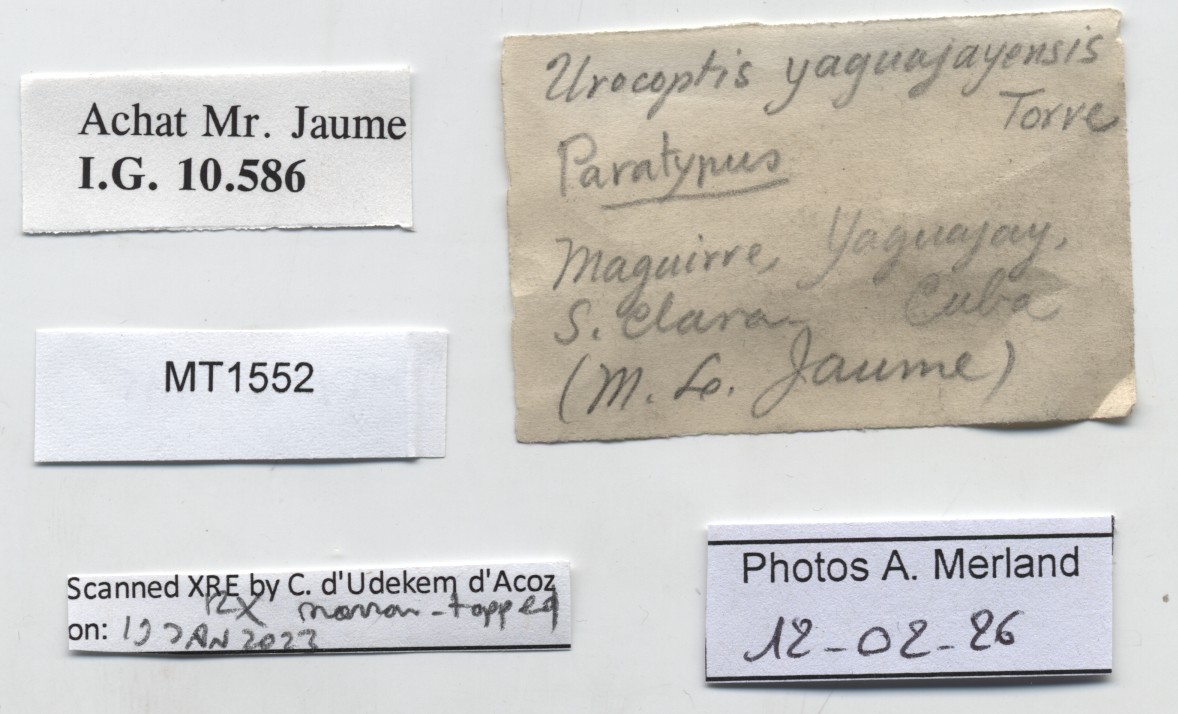 Achat Mr. Jaume
I.G. 10.586
Urocoptis yaguajayensis
Torre
Paratypus
Maguirre, Yaguajay,
S. Clara Cuba
(M. L. Jaume)
MT1552
Scanned XRE by C. d'Udekem d'Acoz
RX
on: JAN 2023
Photos A. Merland
12-02-26